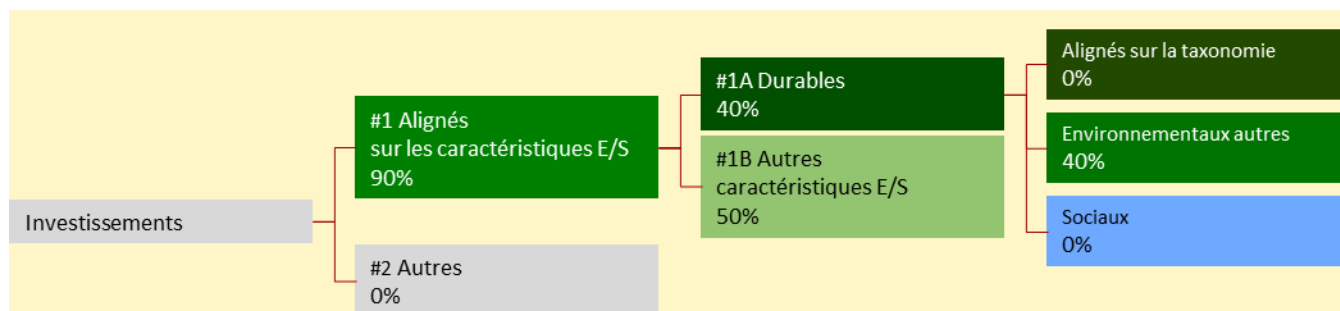 Investissements
#1 Alignés
sur les caractéristiques E/S
90%
#2 Autres
0%
#1A Durables
40%
#1B Autres
caractéristiques E/S
50%
Alignés sur la taxonomie
0%
Environnementaux autres
40%
Sociaux
0%